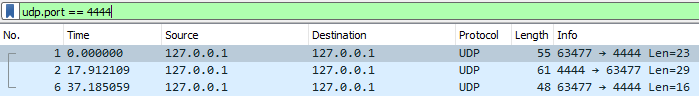 udp.port == 4444
No. Time Source Destination Protocol Length Info
1 0.000000 127.0.0.1 127.0.0.1 UDP 55 63477 → 4444 Len=23
2 17.912109 127.0.0.1 127.0.0.1 UDP 61 4444 → 63477 Len=29
6 37.185059 127.0.0.1 127.0.0.1 UDP 48 63477 → 4444 Len=16